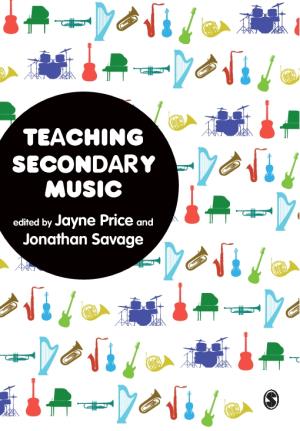 TEACHING
SECONDARY
MUSIC
edited by Jayne Price and
Jonathan Savage
S